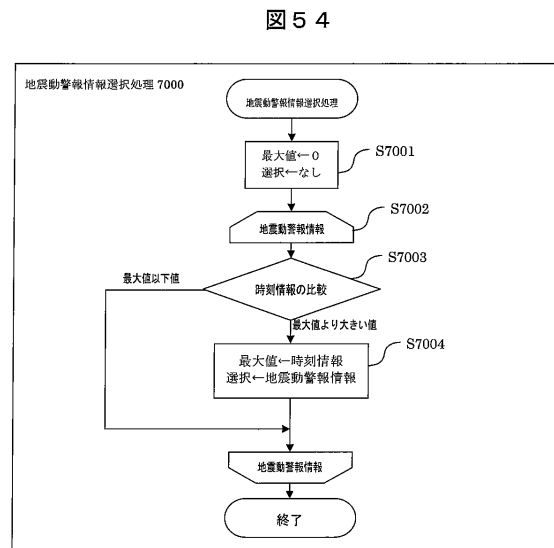 図54
地震動警報情報選択処理 7000
地震動警報情報選択処理
最大値←0
選択←なし
S7001
地震動警報情報
S7002
時刻情報の比較
S7003
最大値以下値
最大値より大きい値
最大値←時刻情報
選択←地震動警報情報
S7004
地震動警報情報
終了